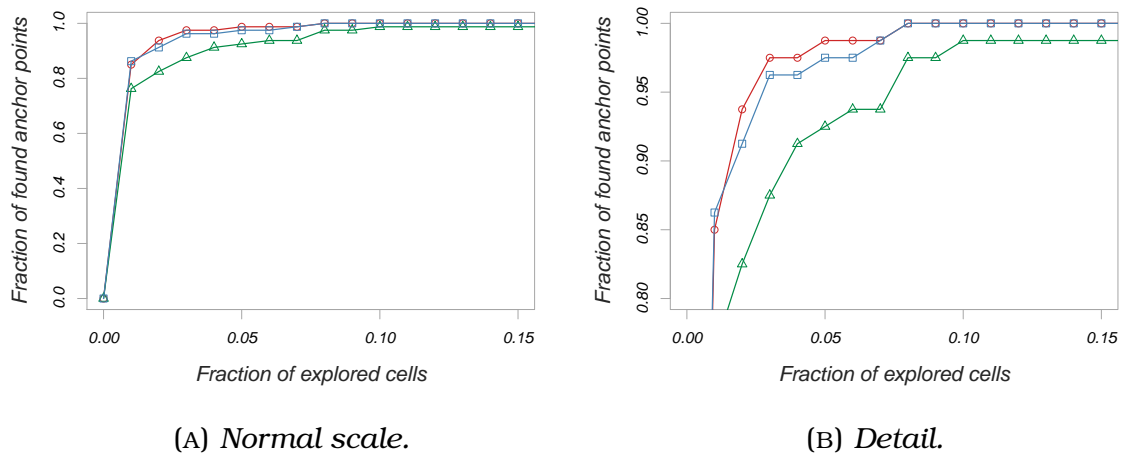 Fraction of found anchor points
1.0
0.8
0.6
0.4
0.2
0.0
0.00 0.05 0.10 0.15
Fraction of explored cells
(A) Normal scale.
Fraction of found anchor points
1.00
0.95
0.90
0.85
0.80
0.00 0.05 0.10 0.15
Fraction of explored cells
(B) Detail.